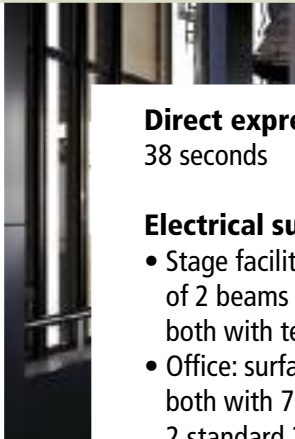 Direct expre
38 seconds
Electrical su
• Stage facilit
of 2 beams
both with te
• Office: surfa
both with 7
2 standard